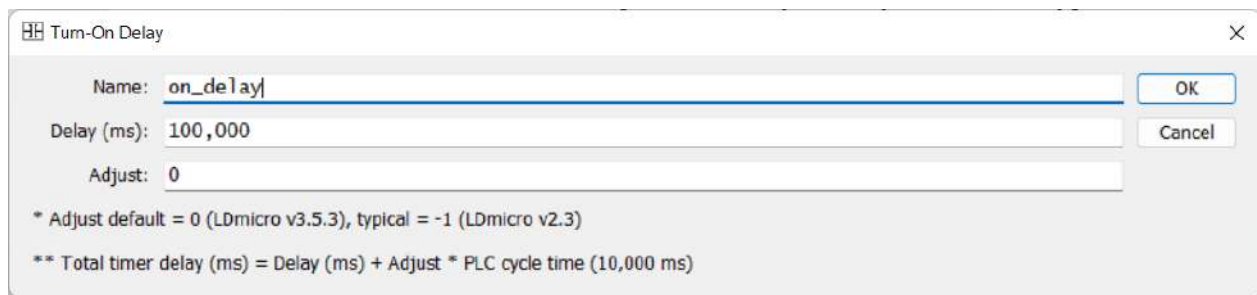 Turn-On Delay
Name: on_delay OK
Delay (ms): 100,000 Cancel
Adjust: 0
* Adjust default = 0 (LDmicro v3.5.3), typical = -1 (LDmicro v2.3)
** Total timer delay (ms) = Delay (ms) + Adjust * PLC cycle time (10,000 ms)